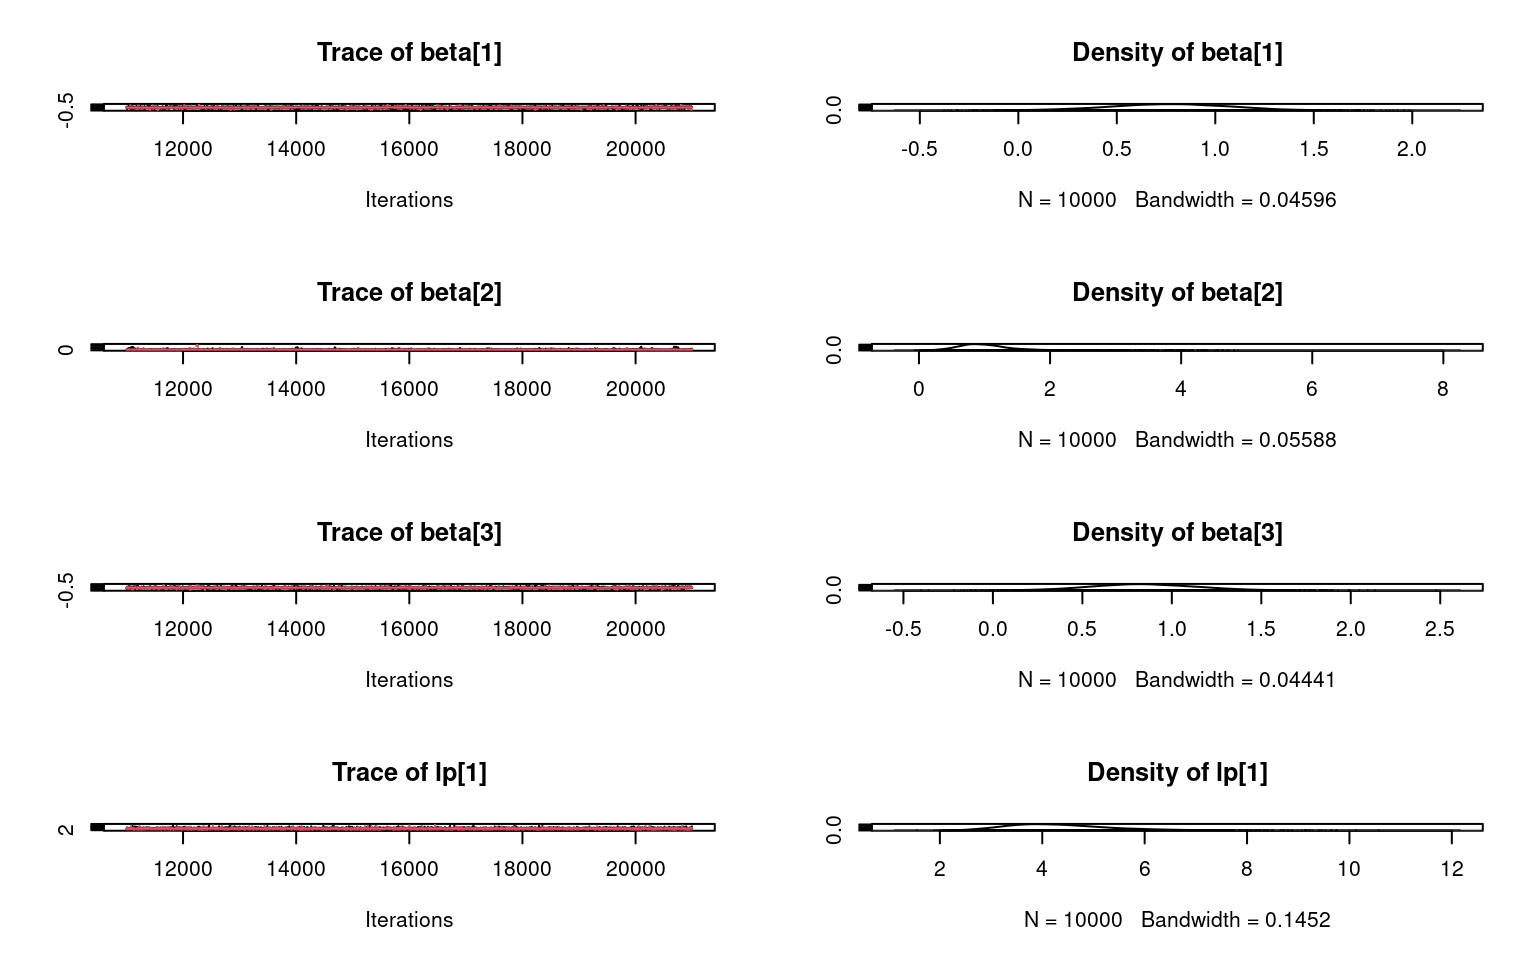 Trace of beta[1]
-0.5
12000 14000 16000 18000 20000
Iterations
Density of beta[1]
0.0
-0.5 0.0 0.5 1.0 1.5 2.0
N = 10000 Bandwidth = 0.04596
Trace of beta[2]
0
12000 14000 16000 18000 20000
Iterations
Density of beta[2]
0.0
0 2 4 6 8
N = 10000 Bandwidth = 0.05588
Trace of beta[3]
-0.5
12000 14000 16000 18000 20000
Iterations
Density of beta[3]
0.0
-0.5 0.0 0.5 1.0 1.5 2.0 2.5
N = 10000 Bandwidth = 0.04441
Trace of lp[1]
2
12000 14000 16000 18000 20000
Iterations
Density of lp[1]
0.0
2 4 6 8 10 12
N = 10000 Bandwidth = 0.1452